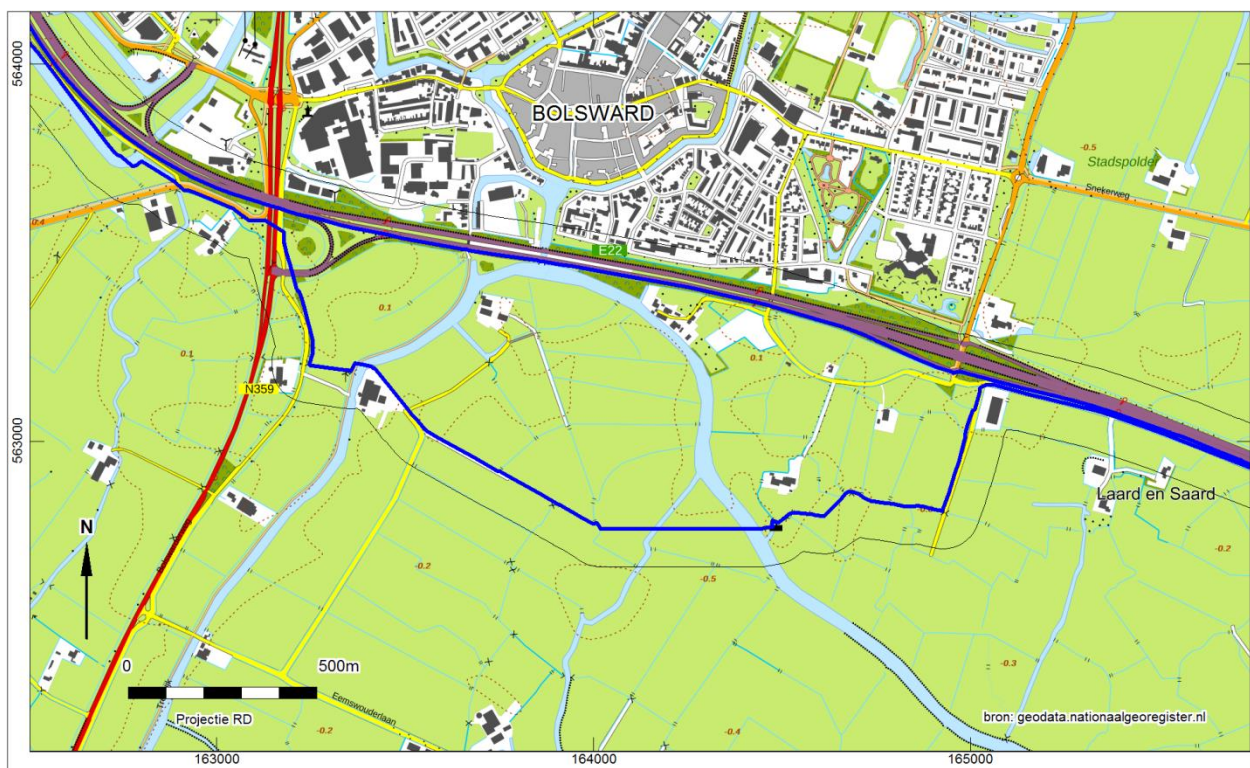 564000
BOLSWARD
-0.5
Stadspolder
Snekerweg
0.4
E22
0.1
0.1
0.1
N359
563000
Laard en Saard
N
-0.2
-0.2
-0.5
-0.3
0
500m
Projectie RD
Eemswouderlaan
-0.2
-0.4
bron: geodata.nationaalgeoregister.nl
163000
164000
165000